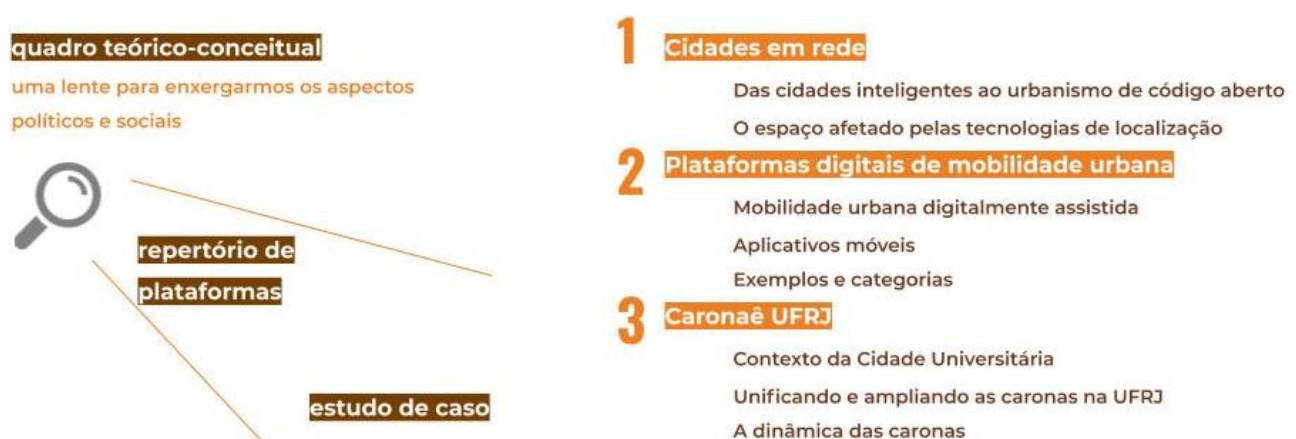 quadro teórico-conceitual
uma lente para enxergarmos os aspectos
políticos e sociais
repertório de
plataformas
estudo de caso
1 Cidades em rede
Das cidades inteligentes ao urbanismo de código aberto
O espaço afetado pelas tecnologias de localização
2 Plataformas digitais de mobilidade urbana
Mobilidade urbana digitalmente assistida
Aplicativos móveis
Exemplos e categorias
3 Caronaê UFRJ
Contexto da Cidade Universitária
Unificando e ampliando as caronas na UFRJ
A dinâmica das caronas